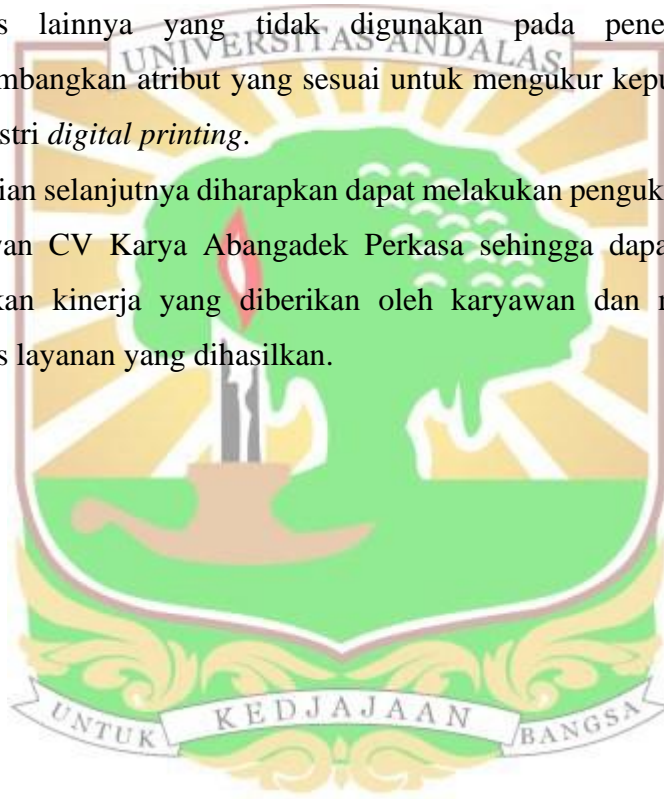 s lainnya yang tidak digunakan pada pene
UNIVERSITAS ANDALAS
mbangkan atribut yang sesuai untuk mengukur kepu
stri digital printing.
ian selanjutnya diharapkan dapat melakukan penguk
van CV Karya Abangadek Perkasa sehingga dapa
kan kinerja yang diberikan oleh karyawan dan r
s layanan yang dihasilkan.
UNTUK KEDJAJAAN BANGSA